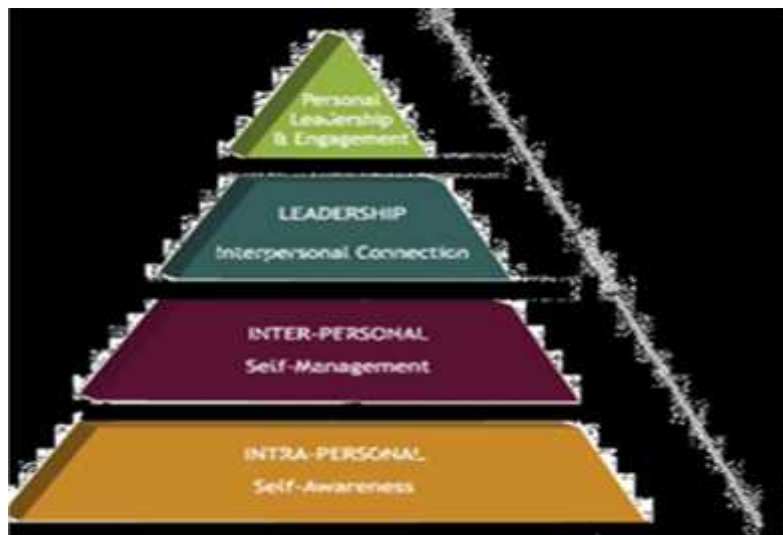 Personal
Leadership
& Engagement
LEADERSHIP
Interpersonal Connection
INTER-PERSONAL
Self-Management
INTRA-PERSONAL
Self-Awareness